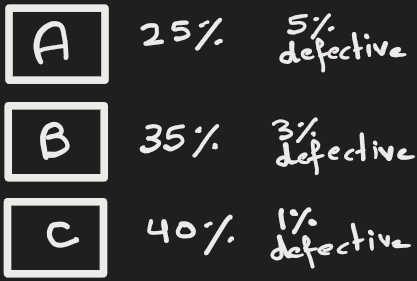 A 25% 5% defective
B 35% 3% defective
C 40% 1% defective